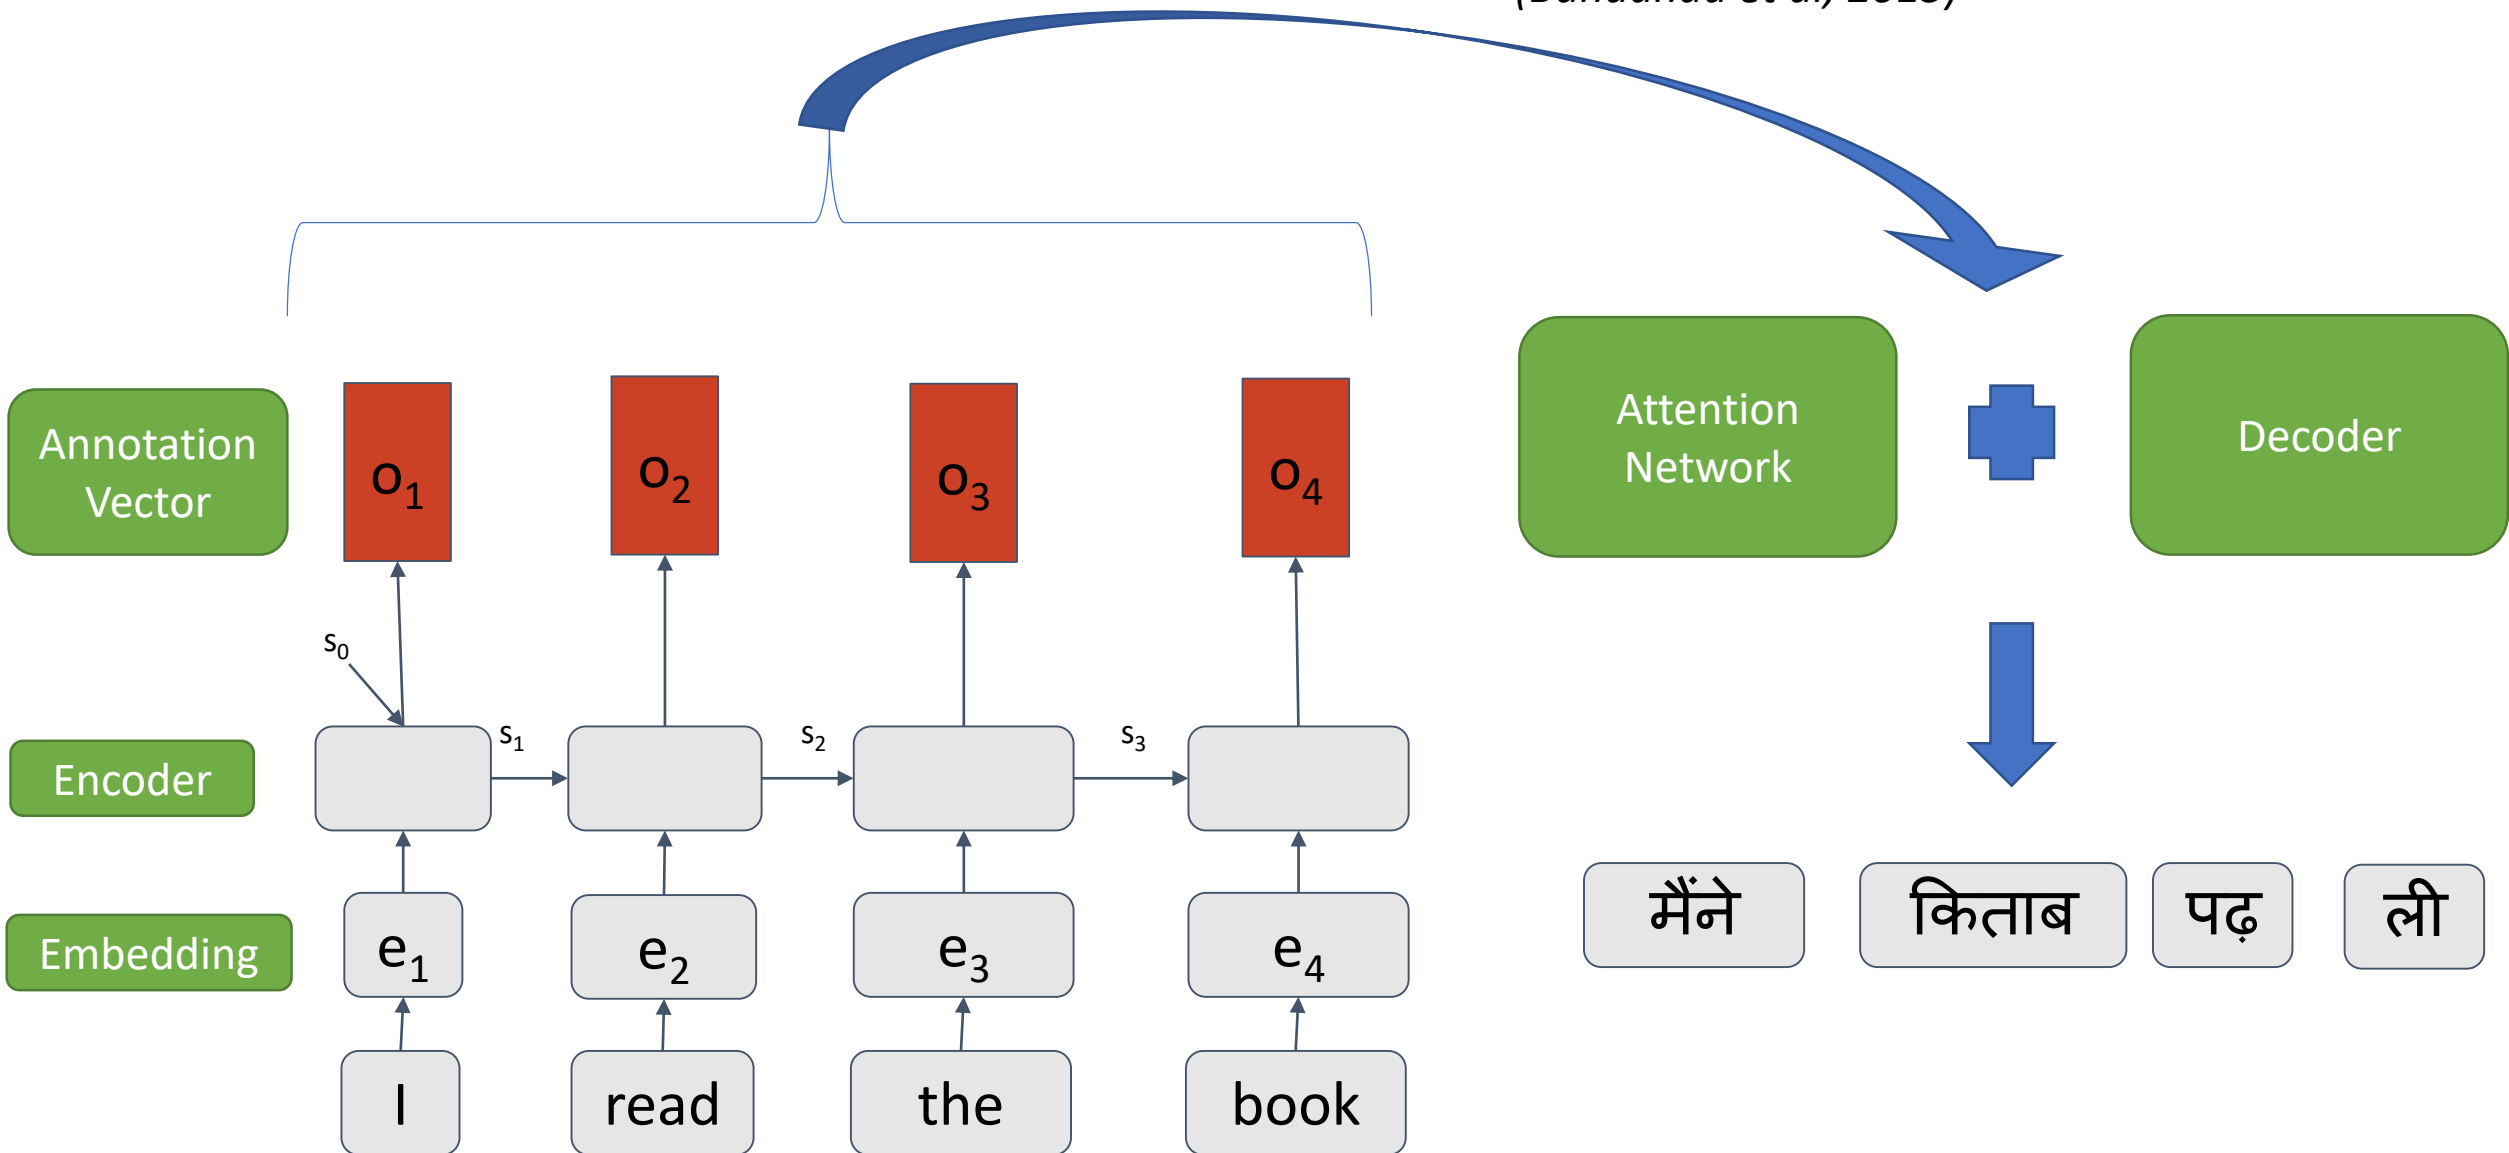 Annotation
Vector
o1
o2
o3
o4
Attention
Network
Decoder
s0
Encoder
s1
s2
s3
Embedding
e1
e2
e3
e4
मैंने
किताब
पढ़
ली
I
read
the
book